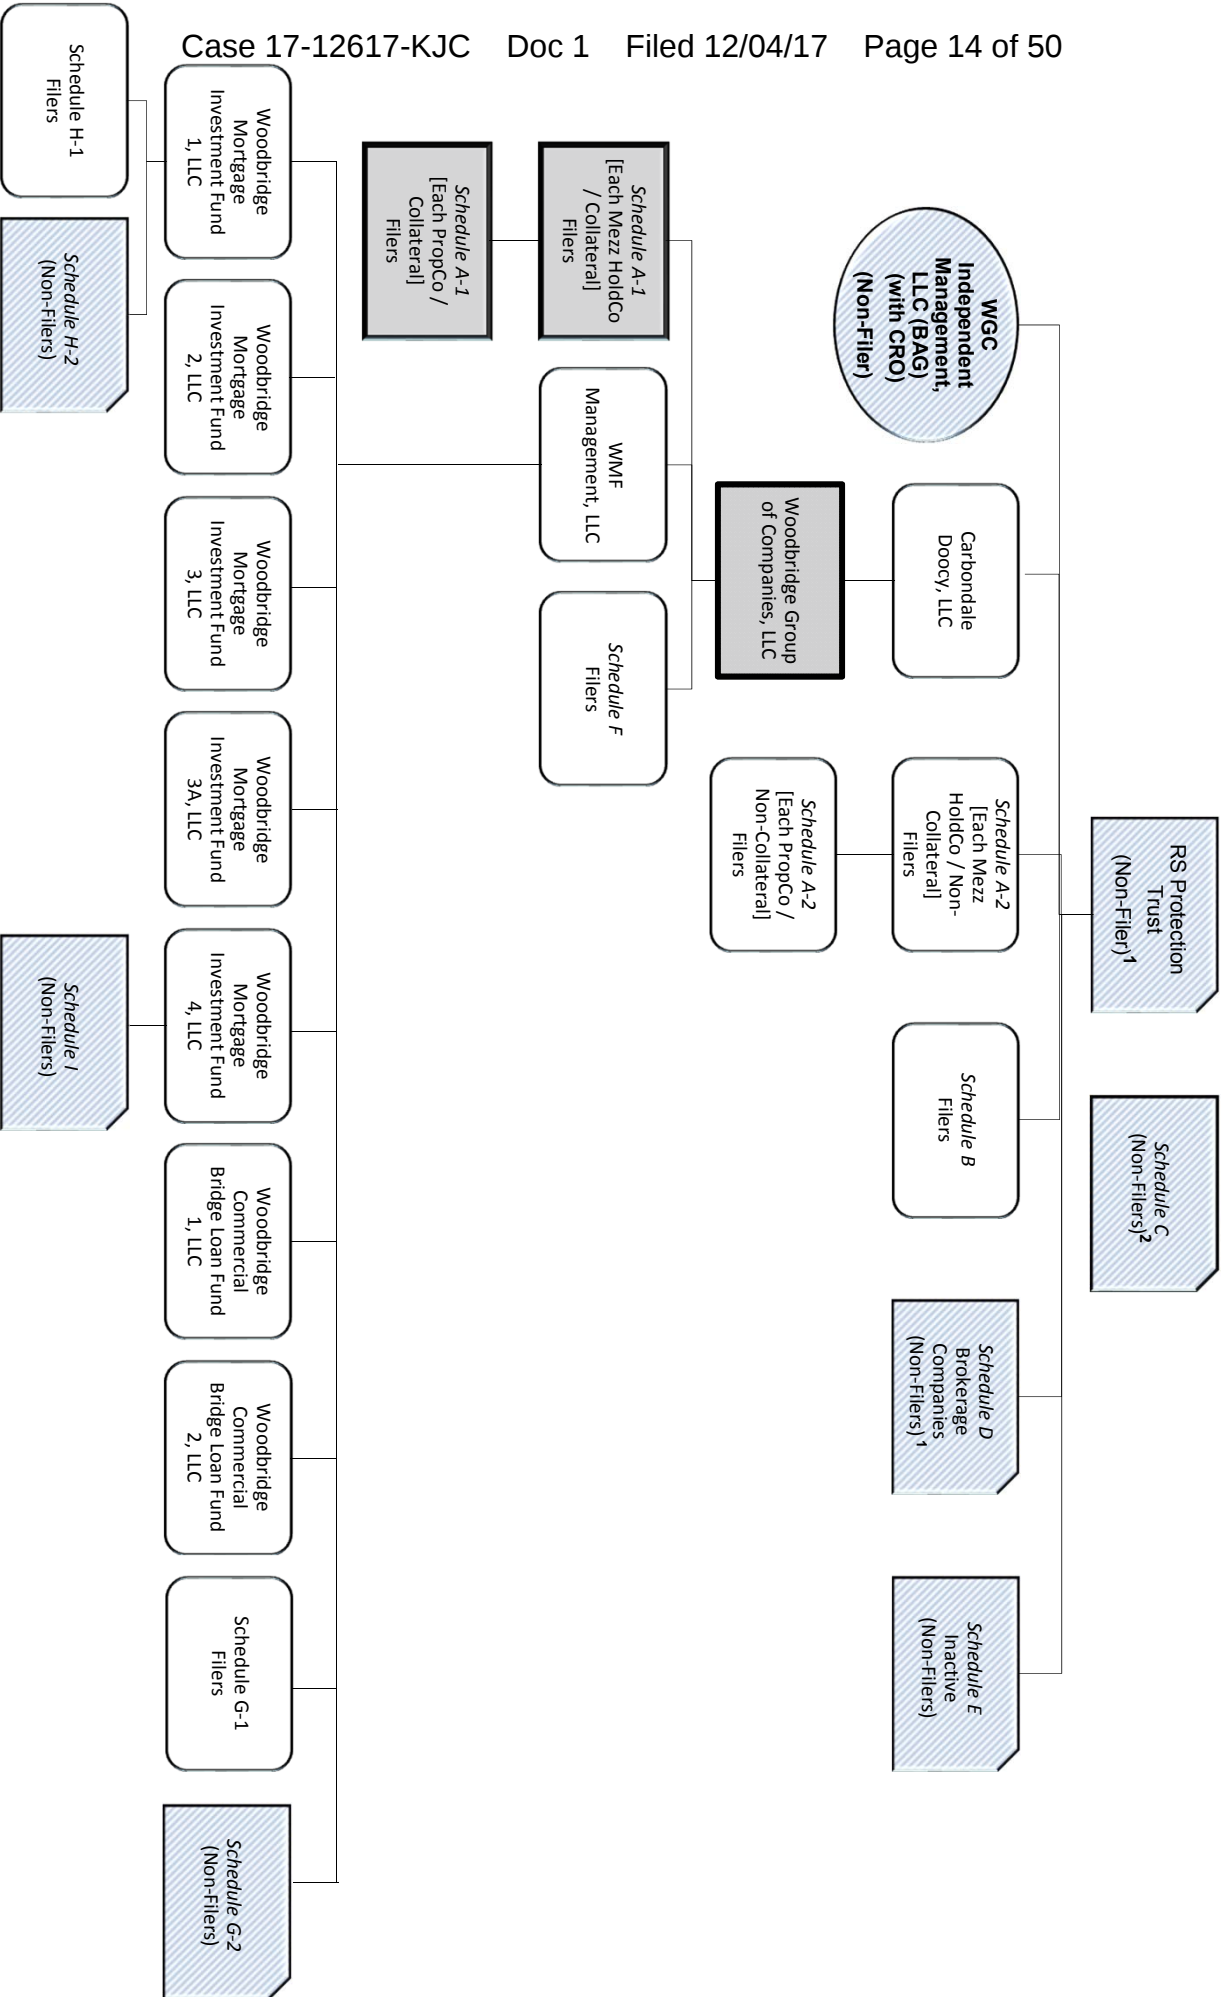 Case 17-12617-KJC Doc 1 Filed 12/04/17 Page 14 of 50
RS Protection
Trust
(Non-Filer)¹
Schedule C
(Non-Filers)²
WGC
Independent
Management,
LLC (BAG)
(with CRO)
(Non-Filer)
Carbondale
Doocy, LLC
Schedule A-2
[Each Mezz
HoldCo / Non-
Collateral]
Filers
Schedule B
Filers
Schedule D
Brokerage
Companies
(Non-Filers) ¹
Schedule E
Inactive
(Non-Filers)
Woodbridge Group
of Companies, LLC
Schedule A-2
[Each PropCo /
Non-Collateral]
Filers
Schedule A-1
[Each Mezz HoldCo
/ Collateral]
Filers
WMF
Management, LLC
Schedule F
Filers
Schedule A-1
[Each PropCo /
Collateral]
Filers
Woodbridge
Mortgage
Investment Fund
1, LLC
Woodbridge
Mortgage
Investment Fund
2, LLC
Woodbridge
Mortgage
Investment Fund
3, LLC
Woodbridge
Mortgage
Investment Fund
3A, LLC
Woodbridge
Mortgage
Investment Fund
4, LLC
Woodbridge
Commercial
Bridge Loan Fund
1, LLC
Woodbridge
Commercial
Bridge Loan Fund
2, LLC
Schedule G-1
Filers
Schedule G-2
(Non-Filers)
Schedule H-1
Filers
Schedule H-2
(Non-Filers)
Schedule I
(Non-Filers)